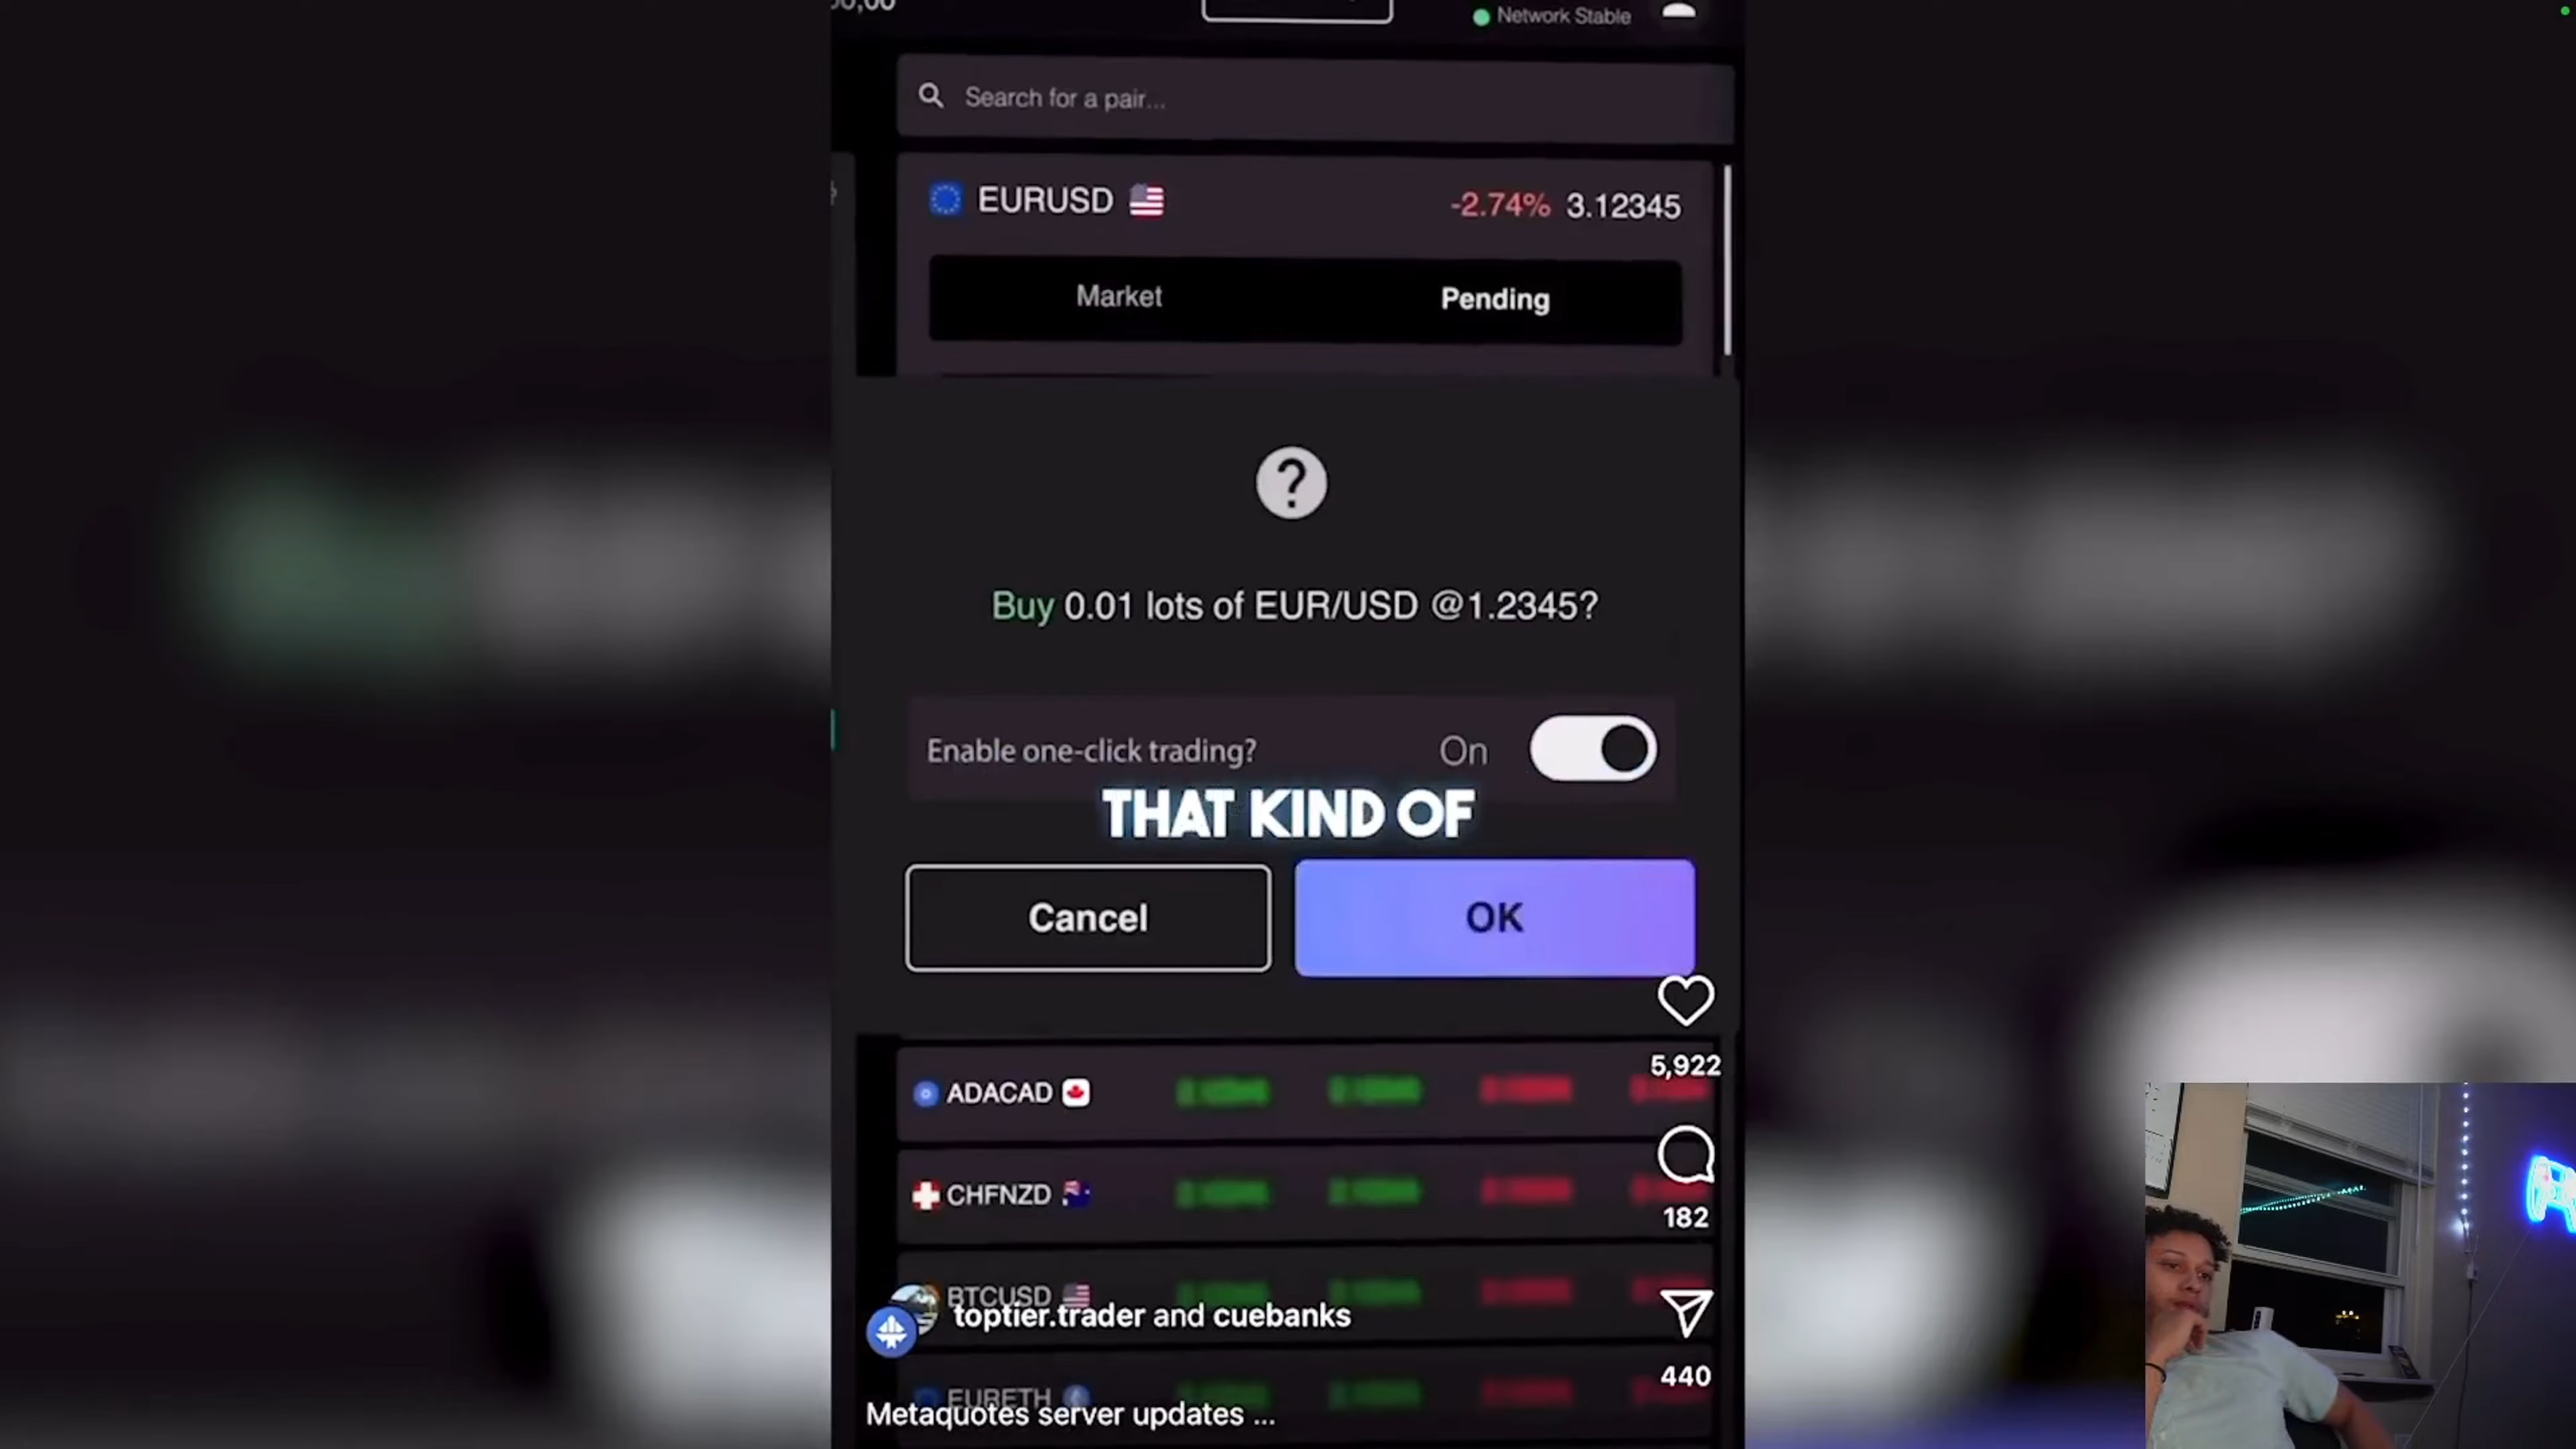 Network Stable
Search for a pair...
EURUSD
-2.74% 3.12345
Market
Pending
?
Buy 0.01 lots of EUR/USD @1.2345?
Enable one-click trading?
On
THAT KIND OF
Cancel
OK
5,922
ADACAD
CHFNZD
182
BTCUSD
toptier.trader and cuebanks
440
EURETH
Metaquotes server updates ...